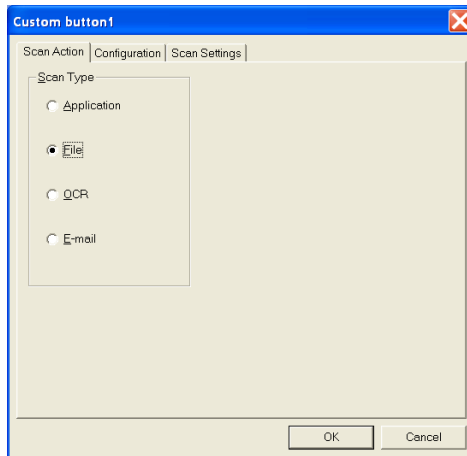 Custom button1
Scan Action Configuration Scan Settings
Scan Type
Application
File
OCR
E-mail
OK Cancel